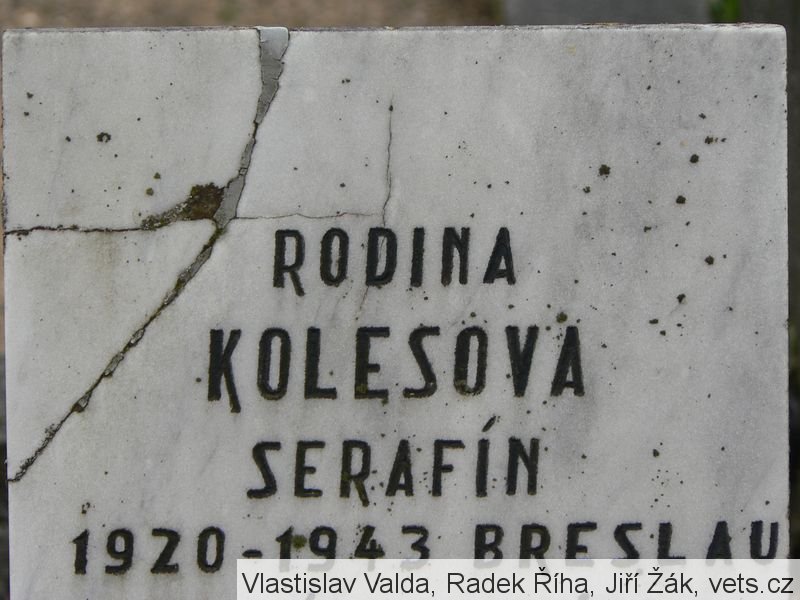 RODINA
KOLESOVA
SERAFÍN
1920-1943 BRESLAU
Vlastislav Valda, Radek Říha, Jiří Žák, vets.cz